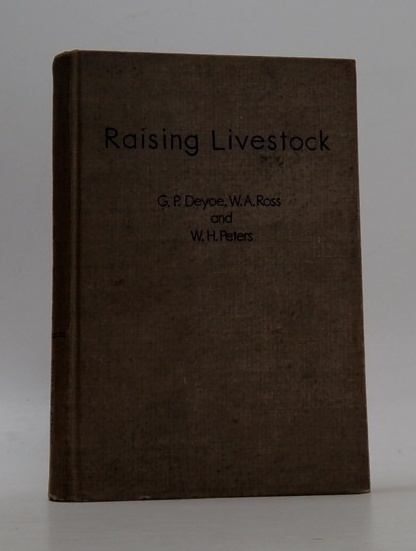 Raising Livestock
G. P. Deyoe, W. A. Ross
and
W. H. Peters